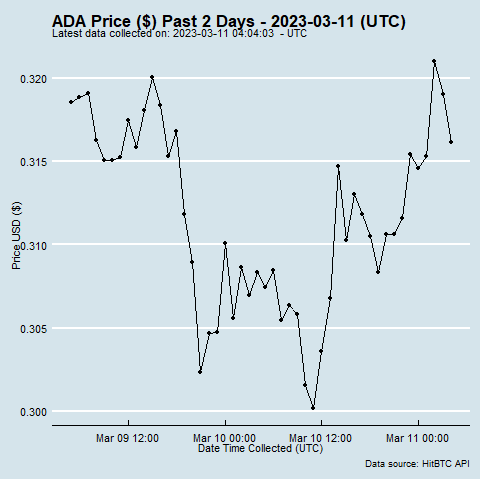 ADA Price ($) Past 2 Days - 2023-03-11 (UTC)
Latest data collected on: 2023-03-11 04:04:03 - UTC
0.320
0.315
0.310
0.305
0.300
Price USD ($)
Mar 09 12:00 Mar 10 00:00 Mar 10 12:00 Mar 11 00:00
Date Time Collected (UTC)
Data source: HitBTC API